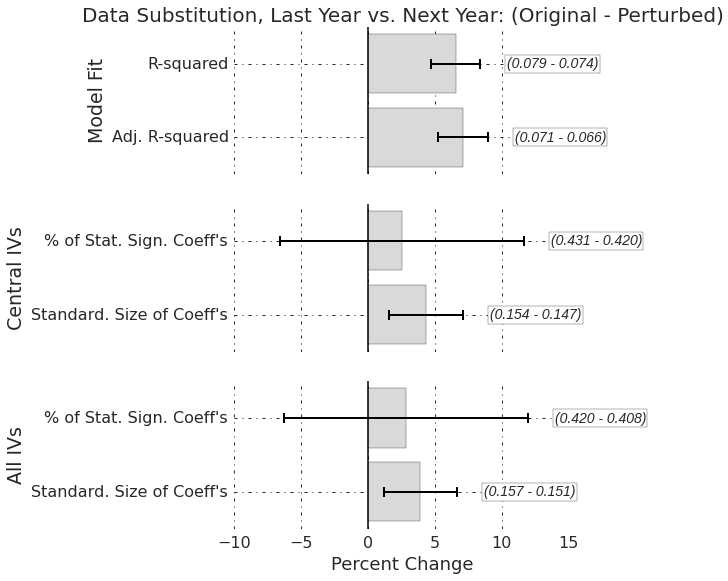 Data Substitution, Last Year vs. Next Year: (Original - Perturbed)
Model Fit
R-squared
(0.079 - 0.074)
Adj. R-squared
(0.071 - 0.066)
Central IVs
% of Stat. Sign. Coeff's
(0.431 - 0.420)
Standard. Size of Coeff's
(0.154 - 0.147)
All IVs
% of Stat. Sign. Coeff's
(0.420 - 0.408)
Standard. Size of Coeff's
(0.157 - 0.151)
−10 −5 0 5 10 15
Percent Change